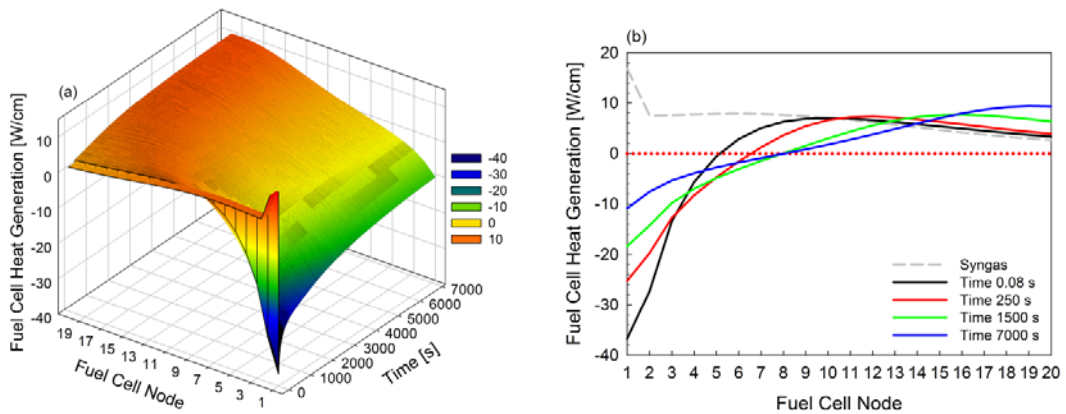 (a)
Fuel Cell Heat Generation [W/cm]
10
0
-10
-20
-30
-40
19 17 15 13 11 9 7 5 3 1
Fuel Cell Node
0 1000 2000 3000 4000 5000 6000 7000
Time [s]
-40
-30
-20
-10
0
10
(b)
Fuel Cell Heat Generation [W/cm]
20
10
0
-10
-20
-30
-40
Syngas
Time 0.08 s
Time 250 s
Time 1500 s
Time 7000 s
1 2 3 4 5 6 7 8 9 10 11 12 13 14 15 16 17 18 19 20
Fuel Cell Node